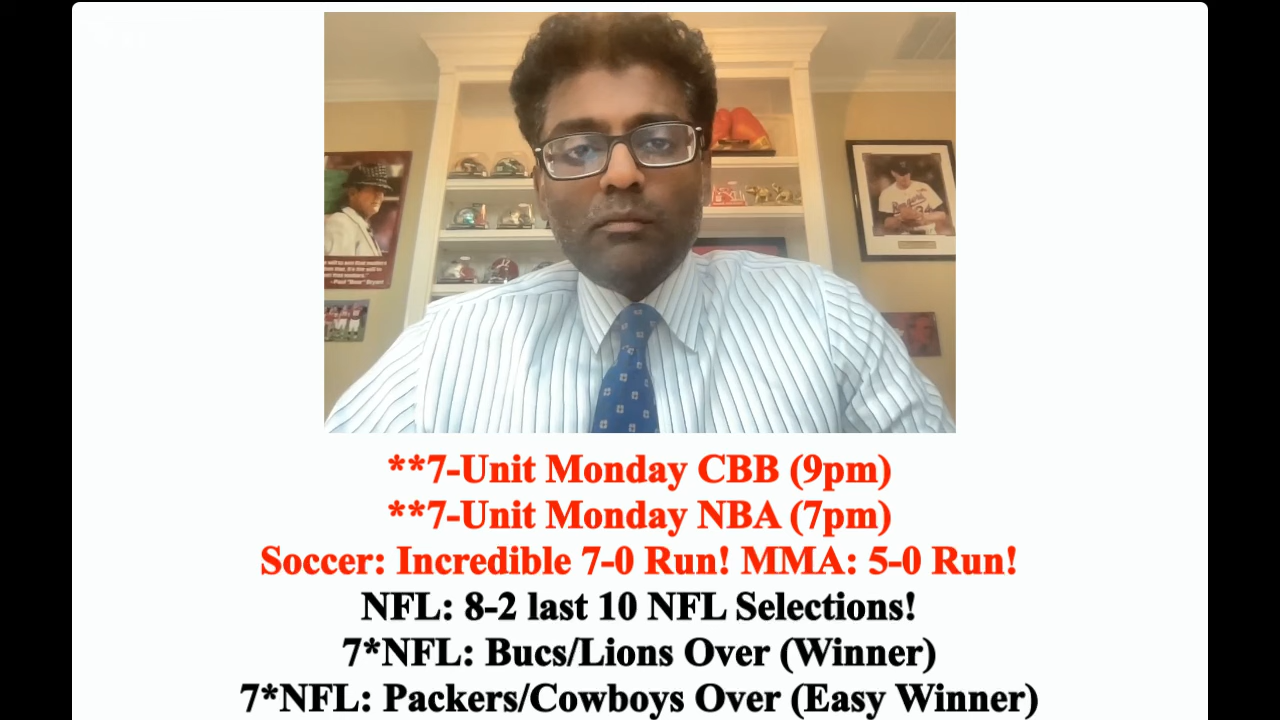 **7-Unit Monday CBB (9pm)
**7-Unit Monday NBA (7pm)
Soccer: Incredible 7-0 Run! MMA: 5-0 Run!
NFL: 8-2 last 10 NFL Selections!
7*NFL: Bucs/Lions Over (Winner)
7*NFL: Packers/Cowboys Over (Easy Winner)